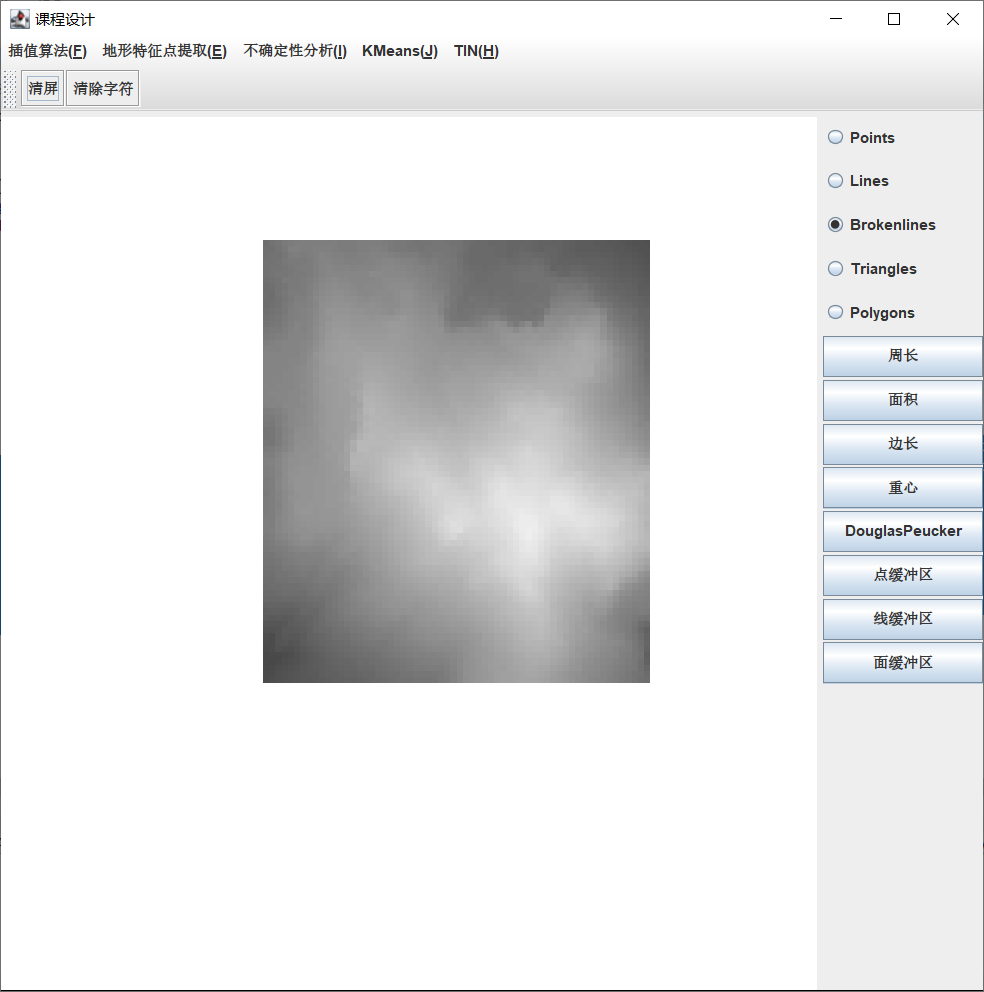 课程设计
插值算法(F) 地形特征点提取(E) 不确定性分析(I) KMeans(J) TIN(H)
清屏 清除字符
Points
Lines
Brokenlines
Triangles
Polygons
周长
面积
边长
重心
DouglasPeucker
点缓冲区
线缓冲区
面缓冲区